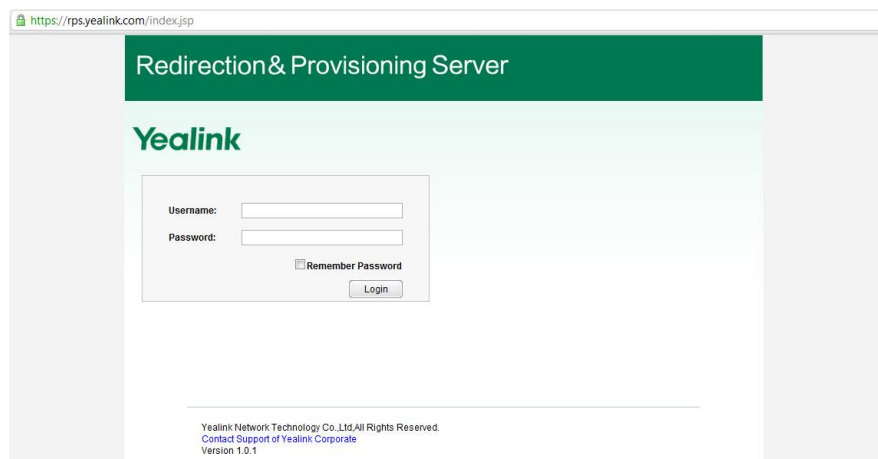 https://rps.yealink.com/index.jsp
Redirection& Provisioning Server
Yealink
Username:
Password:
Remember Password
Login
Yealink Network Technology Co.,Ltd,All Rights Reserved.
Contact Support of Yealink Corporate
Version 1.0.1